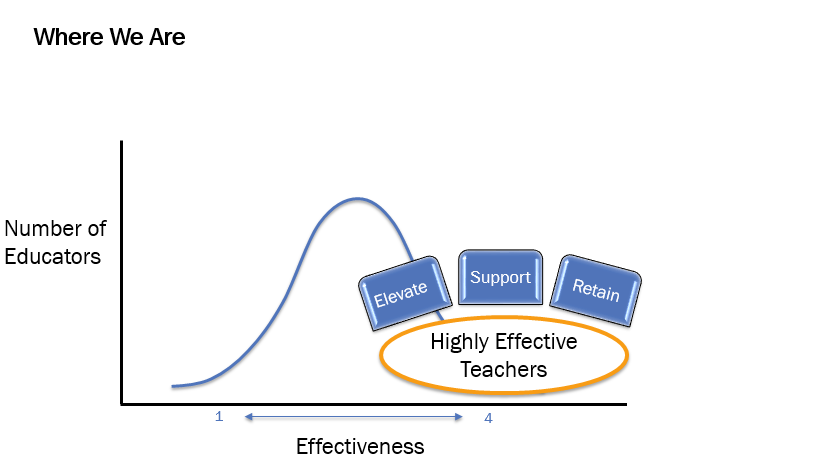 Where We Are
Number of
Educators
Elevate
Support
Retain
Highly Effective
Teachers
1
4
Effectiveness